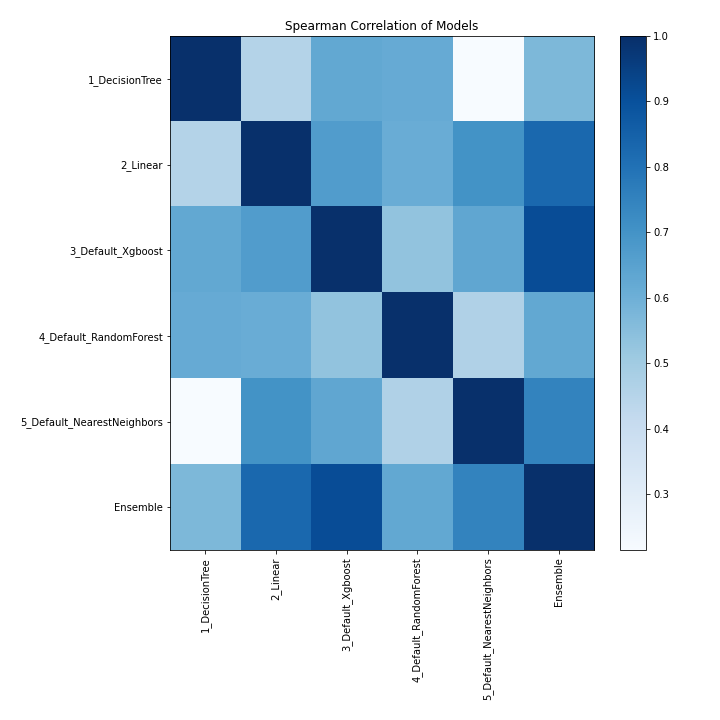 Spearman Correlation of Models
1_DecisionTree
2_Linear
3_Default_Xgboost
4_Default_RandomForest
5_Default_NearestNeighbors
Ensemble
1_DecisionTree
2_Linear
3_Default_Xgboost
4_Default_RandomForest
5_Default_NearestNeighbors
Ensemble
1.0
0.9
0.8
0.7
0.6
0.5
0.4
0.3